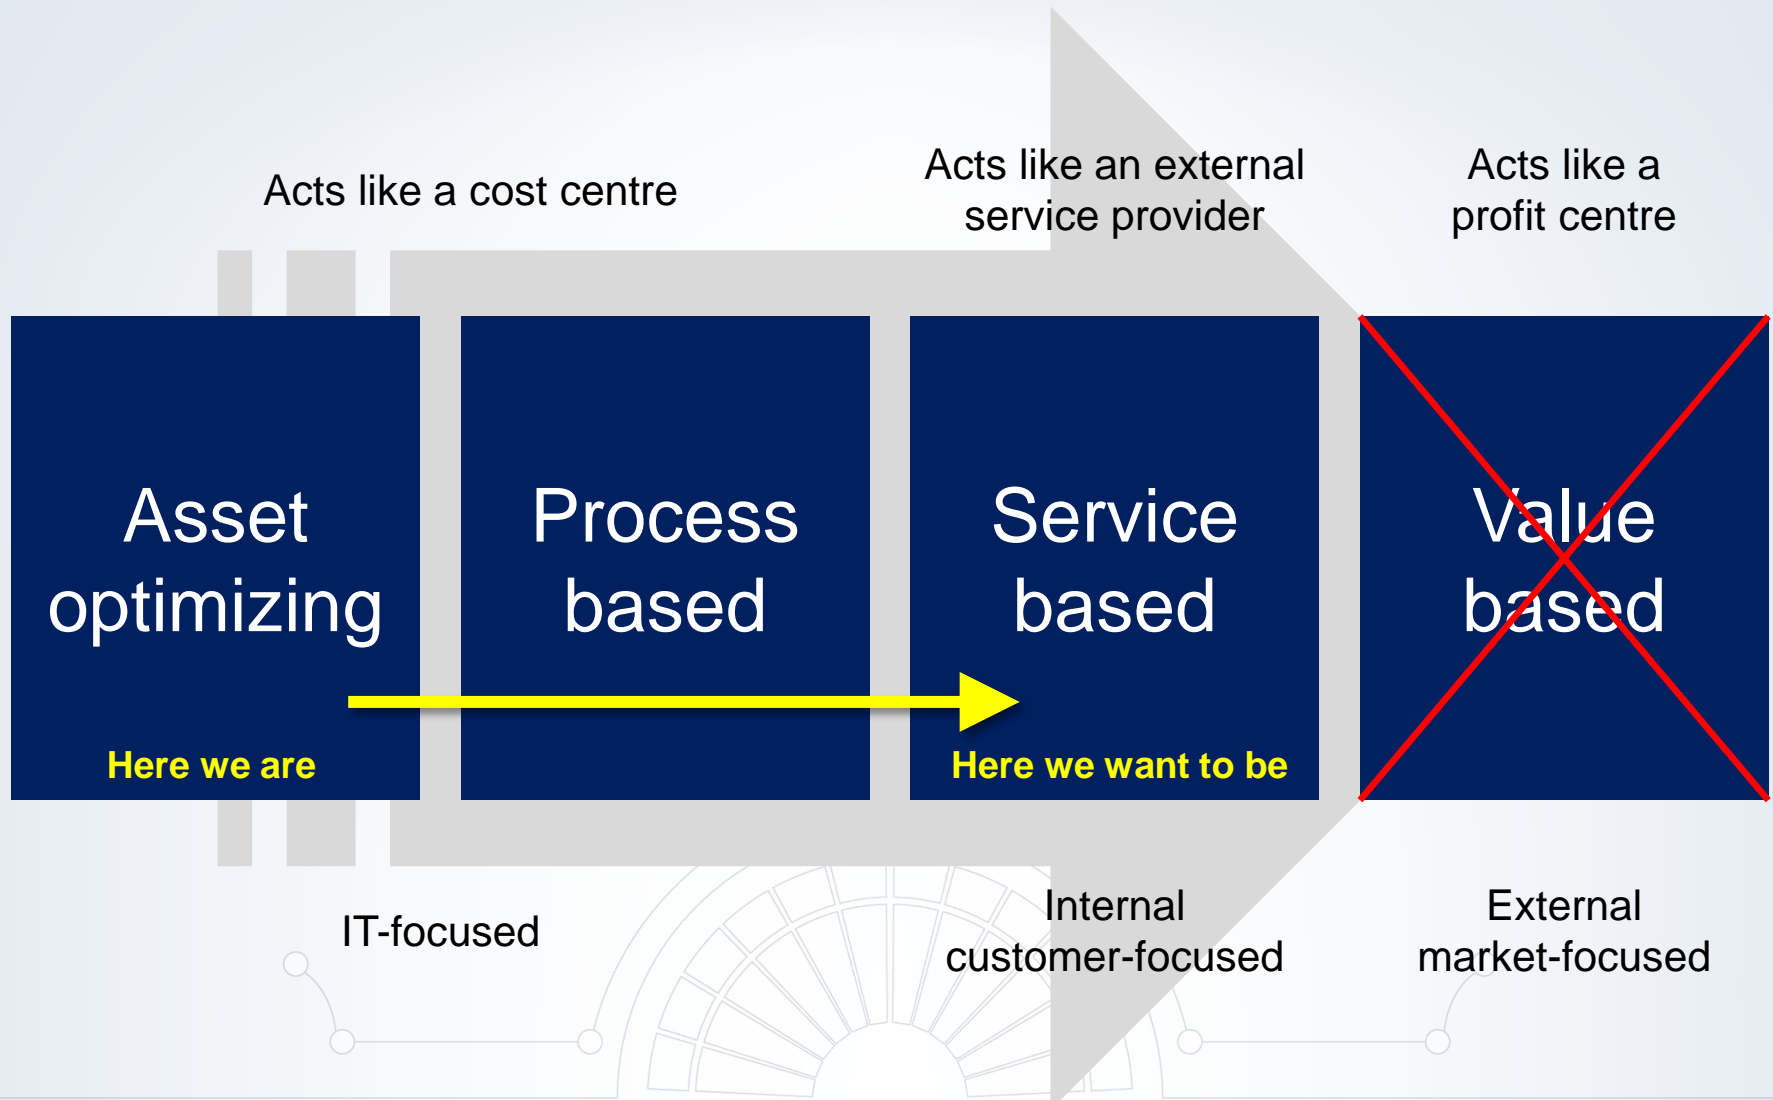 Acts like a cost centre
Acts like an external
service provider
Acts like a
profit centre
Asset
optimizing
Here we are
Process
based
Service
based
Here we want to be
Value
based
IT-focused
Internal
customer-focused
External
market-focused